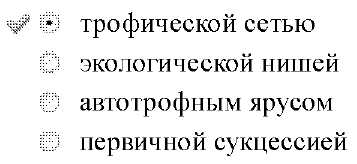 трофической сетью
экологической нишей
автотрофным ярусом
первичной сукцессией